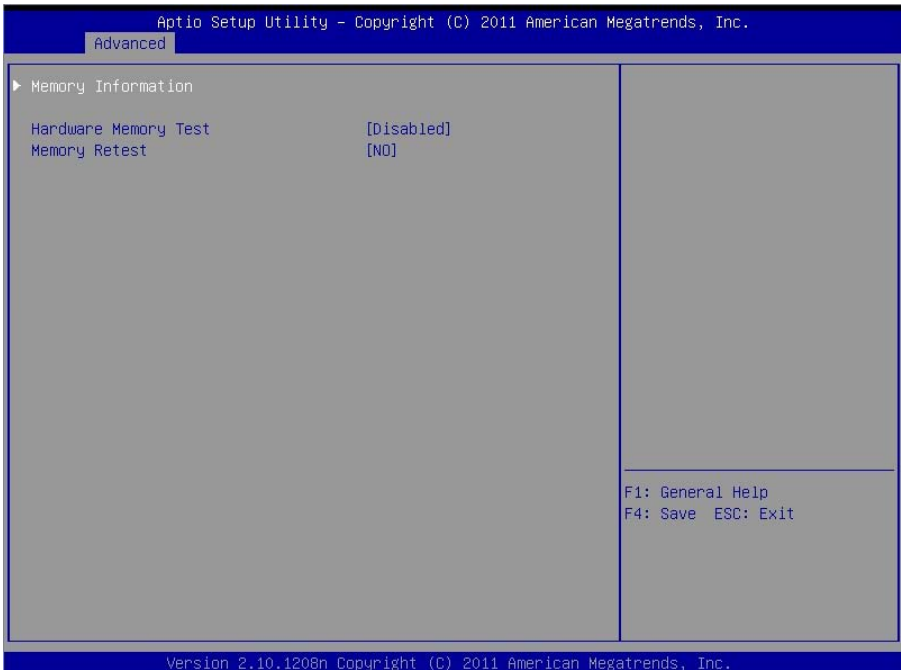 Aptio Setup Utility – Copyright (C) 2011 American Megatrends, Inc.
Advanced
Memory Information
Hardware Memory Test [Disabled]
Memory Retest [NO]
F1: General Help
F4: Save ESC: Exit
Version 2.10.1208n Copyright (C) 2011 American Megatrends, Inc.